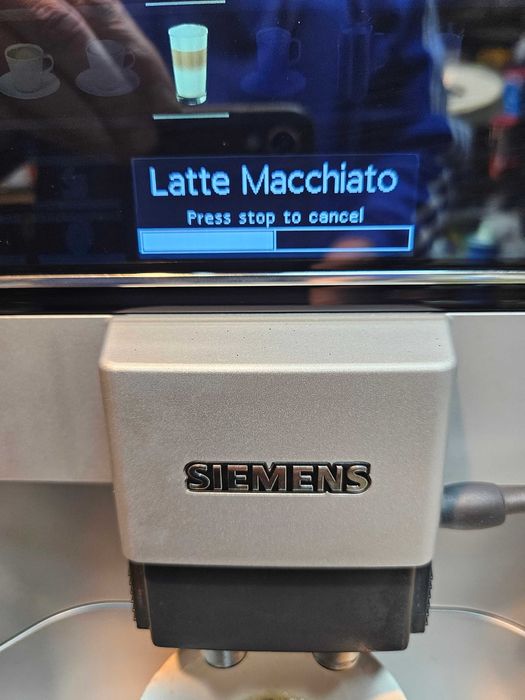 Latte Macchiato
Press stop to cancel
SIEMENS